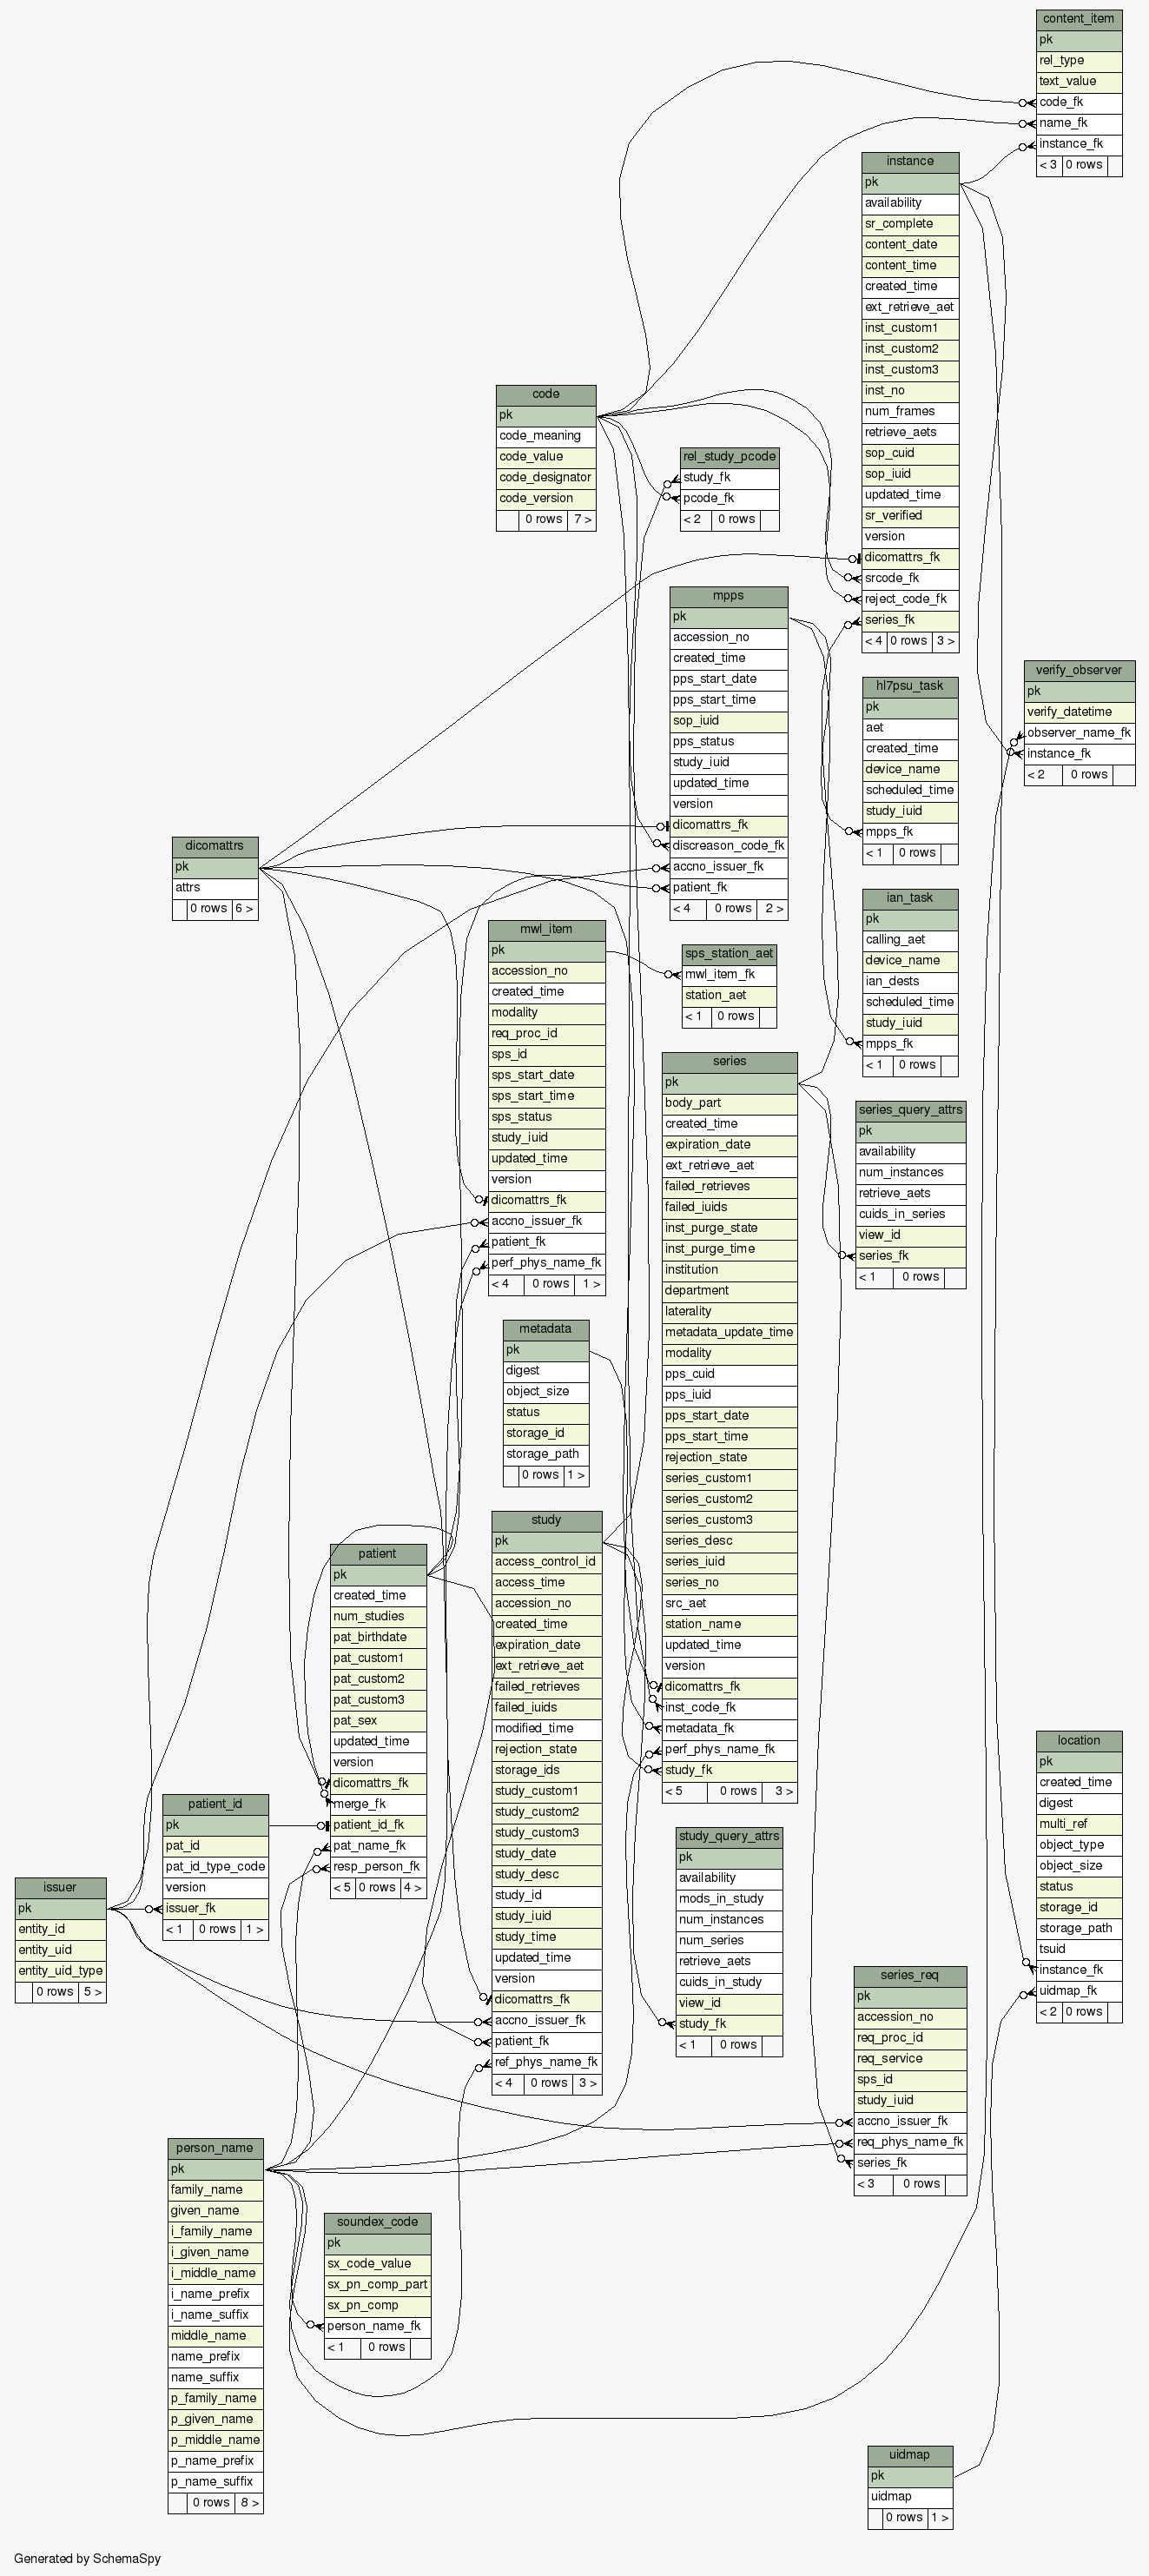 content_item
pk
rel_type
text_value
code_fk
name_fk
instance_fk
< 3 0 rows
instance
pk
availability
sr_complete
content_date
content_time
created_time
ext_retrieve_aet
inst_custom1
inst_custom2
inst_custom3
inst_no
num_frames
retrieve_aets
sop_cuid
sop_iuid
updated_time
sr_verified
version
dicomattrs_fk
srcode_fk
reject_code_fk
series_fk
< 4 0 rows 3 >
code
pk
code_meaning
code_value
code_designator
code_version
0 rows 7 >
rel_study_pcode
study_fk
pcode_fk
< 2 0 rows
mpps
pk
accession_no
created_time
pps_start_date
pps_start_time
sop_iuid
pps_status
study_iuid
updated_time
version
dicomattrs_fk
discreason_code_fk
accno_issuer_fk
patient_fk
< 4 0 rows 2 >
verify_observer
pk
verify_datetime
observer_name_fk
instance_fk
< 2 0 rows
hl7psu_task
pk
aet
created_time
device_name
scheduled_time
study_iuid
mpps_fk
< 1 0 rows
dicomattrs
pk
attrs
0 rows 6 >
ian_task
pk
calling_aet
device_name
ian_dests
scheduled_time
study_iuid
mpps_fk
< 1 0 rows
mwl_item
pk
accession_no
created_time
modality
req_proc_id
sps_id
sps_start_date
sps_start_time
sps_status
study_iuid
updated_time
version
dicomattrs_fk
accno_issuer_fk
patient_fk
perf_phys_name_fk
< 4 0 rows 1 >
sps_station_aet
mwl_item_fk
station_aet
< 1 0 rows
series
pk
body_part
created_time
expiration_date
ext_retrieve_aet
failed_retrieves
failed_iuids
inst_purge_state
inst_purge_time
institution
department
laterality
metadata_update_time
modality
pps_cuid
pps_iuid
pps_start_date
pps_start_time
rejection_state
series_custom1
series_custom2
series_custom3
series_desc
series_iuid
series_no
src_aet
station_name
updated_time
version
dicomattrs_fk
inst_code_fk
metadata_fk
perf_phys_name_fk
study_fk
< 5 0 rows 3 >
series_query_attrs
pk
availability
num_instances
retrieve_aets
cuids_in_series
view_id
series_fk
< 1 0 rows
metadata
pk
digest
object_size
status
storage_id
storage_path
0 rows 1 >
study
pk
access_control_id
access_time
accession_no
created_time
expiration_date
ext_retrieve_aet
failed_retrieves
failed_iuids
modified_time
rejection_state
storage_ids
study_custom1
study_custom2
study_custom3
study_date
study_desc
study_id
study_iuid
study_time
updated_time
version
dicomattrs_fk
accno_issuer_fk
patient_fk
ref_phys_name_fk
< 4 0 rows 3 >
patient
pk
created_time
num_studies
pat_birthdate
pat_custom1
pat_custom2
pat_custom3
pat_sex
updated_time
version
dicomattrs_fk
merge_fk
patient_id_fk
pat_name_fk
resp_person_fk
< 5 0 rows 4 >
location
pk
created_time
digest
multi_ref
object_type
object_size
status
storage_id
storage_path
tsuid
instance_fk
uidmap_fk
< 2 0 rows
patient_id
pk
pat_id
pat_id_type_code
version
issuer_fk
< 1 0 rows 1 >
study_query_attrs
pk
availability
mods_in_study
num_instances
num_series
retrieve_aets
cuids_in_study
view_id
study_fk
< 1 0 rows
issuer
pk
entity_id
entity_uid
entity_uid_type
0 rows 5 >
series_req
pk
accession_no
req_proc_id
req_service
sps_id
study_iuid
accno_issuer_fk
req_phys_name_fk
series_fk
< 3 0 rows
person_name
pk
family_name
given_name
i_family_name
i_given_name
i_middle_name
i_name_prefix
i_name_suffix
middle_name
name_prefix
name_suffix
p_family_name
p_given_name
p_middle_name
p_name_prefix
p_name_suffix
0 rows 8 >
soundex_code
pk
sx_code_value
sx_pn_comp_part
sx_pn_comp
person_name_fk
< 1 0 rows
uidmap
pk
uidmap
0 rows 1 >
Generated by SchemaSpy